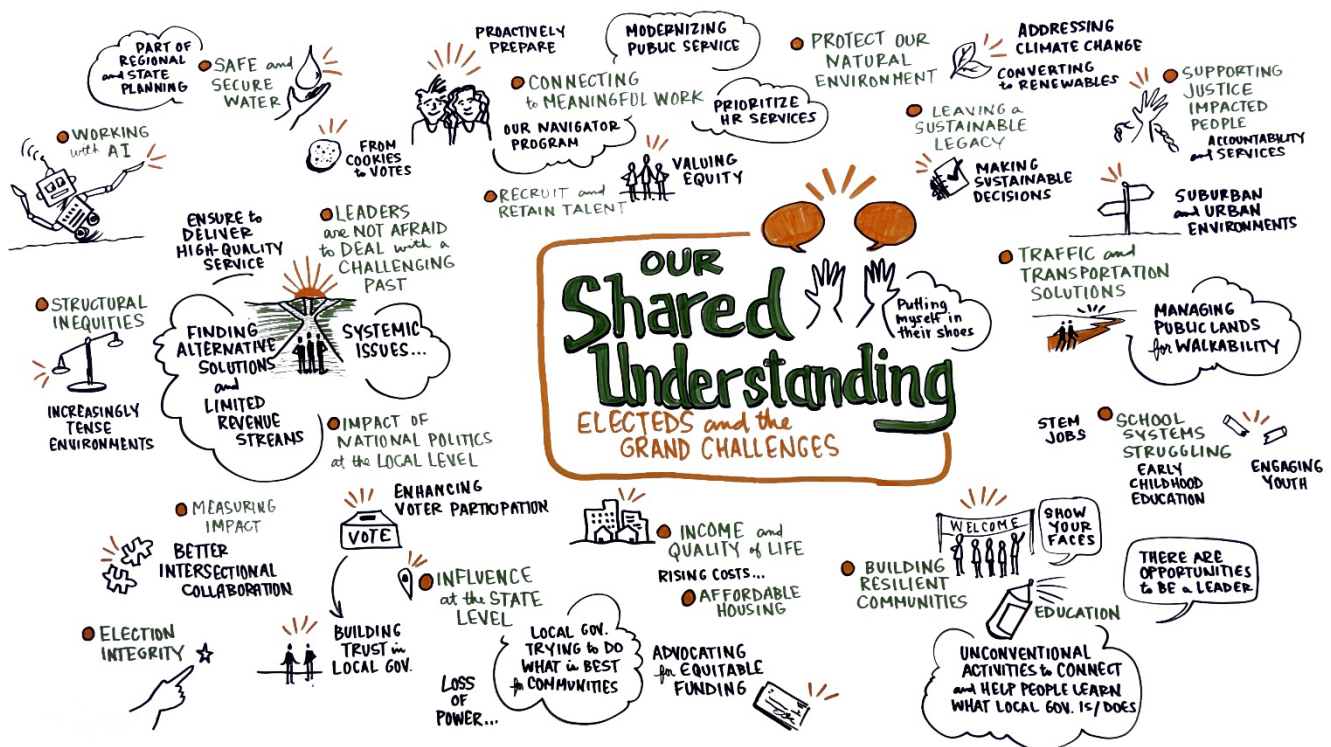 PART OF
REGIONAL
and STATE
PLANNING
SAFE and
SECURE
WATER
WORKING
with AI
FROM
COOKIES
to VOTES
PROACTIVELY
PREPARE
MODERNIZING
PUBLIC SERVICE
CONNECTING
to MEANINGFUL WORK
OUR NAVIGATOR
PROGRAM
PRIORITIZE
HR SERVICES
RECRUIT and
RETAIN TALENT
VALUING
EQUITY
PROTECT OUR
NATURAL
ENVIRONMENT
ADDRESSING
CLIMATE CHANGE
CONVERTING
to RENEWABLES
LEAVING a
SUSTAINABLE
LEGACY
MAKING
SUSTAINABLE
DECISIONS
SUPPORTING
JUSTICE
IMPACTED
PEOPLE
ACCOUNTABILITY
and SERVICES
SUBURBAN
and URBAN
ENVIRONMENTS
TRAFFIC and
TRANSPORTATION
SOLUTIONS
MANAGING
PUBLIC LANDS
for WALKABILITY
ENSURE to
DELIVER
HIGH-QUALITY
SERVICE
LEADERS
are NOT AFRAID
to DEAL with a
CHALLENGING
PAST
STRUCTURAL
INEQUITIES
INCREASINGLY
TENSE
ENVIRONMENTS
FINDING
ALTERNATIVE
SOLUTIONS
and
LIMITED
REVENUE
STREAMS
SYSTEMIC
ISSUES...
IMPACT OF
NATIONAL POLITICS
at the LOCAL LEVEL
OUR
Shared
Understanding
ELECTEDS and the
GRAND CHALLENGES
Putting
myself in
their shoes
STEM
JOBS
SCHOOL
SYSTEMS
STRUGGLING
EARLY
CHILDHOOD
EDUCATION
ENGAGING
YOUTH
MEASURING
IMPACT
BETTER
INTERSECTIONAL
COLLABORATION
ENHANCING
VOTER PARTICIPATION
VOTE
ELECTION
INTEGRITY
BUILDING
TRUST in
LOCAL GOV.
INFLUENCE
at the STATE
LEVEL
LOSS
OF
POWER...
LOCAL GOV.
TRYING to DO
WHAT is BEST
for COMMUNITIES
INCOME and
QUALITY of LIFE
RISING COSTS...
AFFORDABLE
HOUSING
ADVOCATING
for EQUITABLE
FUNDING
WELCOME
SHOW
YOUR
FACES
BUILDING
RESILIENT
COMMUNITIES
EDUCATION
THERE ARE
OPPORTUNITIES
to BE a LEADER
UNCONVENTIONAL
ACTIVITIES to CONNECT
and HELP PEOPLE LEARN
WHAT LOCAL GOV. IS/DOES